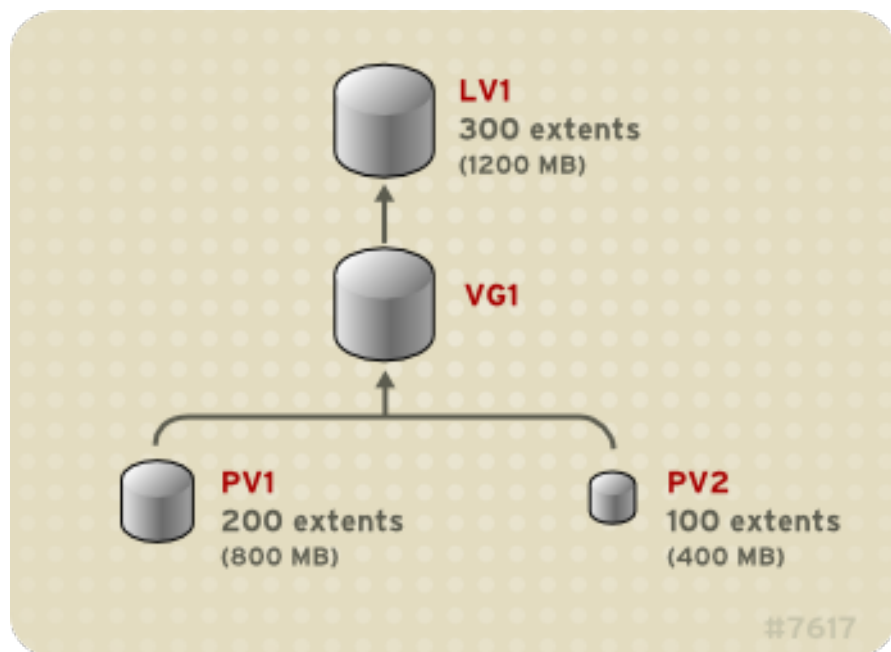 LV1
300 extents
(1200 MB)
VG1
PV1
200 extents
(800 MB)
PV2
100 extents
(400 MB)
#7617